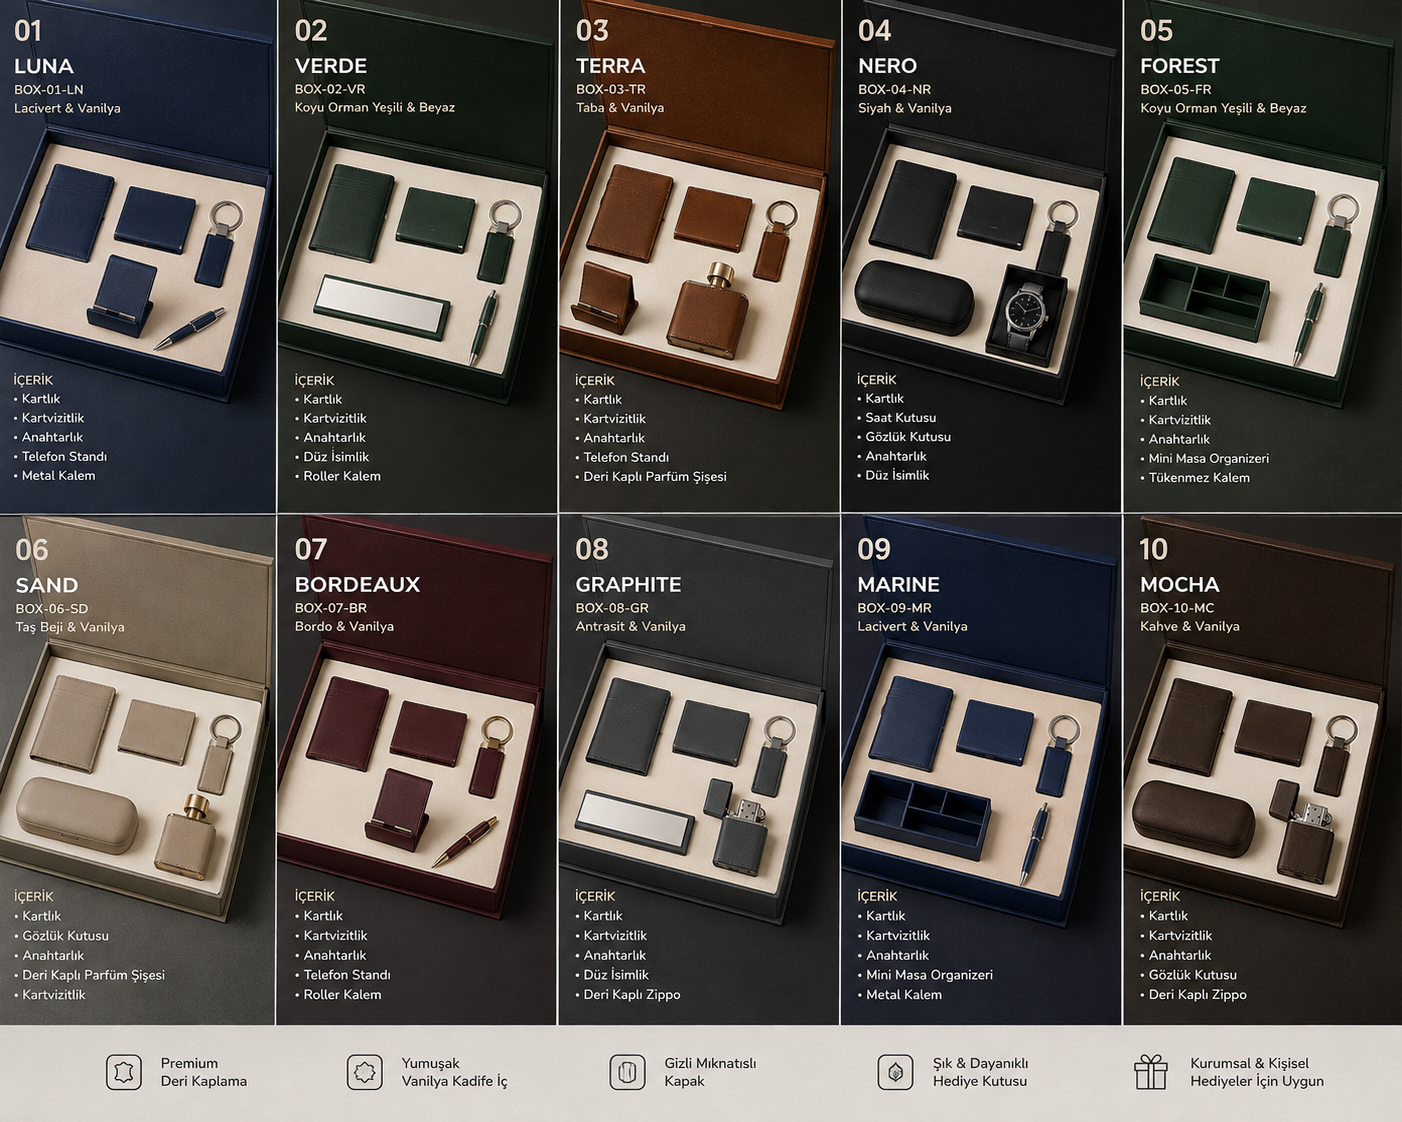 01
LUNA
BOX-01-LN
Lacivert & Vanilya
İÇERİK
• Kartlık
• Kartvizitlik
• Anahtarlık
• Telefon Standı
• Metal Kalem
02
VERDE
BOX-02-VR
Koyu Orman Yeşili & Beyaz
İÇERİK
• Kartlık
• Kartvizitlik
• Anahtarlık
• Düz İsimlik
• Roller Kalem
03
TERRA
BOX-03-TR
Taba & Vanilya
İÇERİK
• Kartlık
• Kartvizitlik
• Anahtarlık
• Telefon Standı
• Deri Kaplı Parfüm Şişesi
04
NERO
BOX-04-NR
Siyah & Vanilya
İÇERİK
• Kartlık
• Saat Kutusu
• Gözlük Kutusu
• Anahtarlık
• Düz İsimlik
05
FOREST
BOX-05-FR
Koyu Orman Yeşili & Beyaz
İÇERİK
• Kartlık
• Kartvizitlik
• Anahtarlık
• Mini Masa Organizeri
• Tükenmez Kalem
06
SAND
BOX-06-SD
Taş Beji & Vanilya
İÇERİK
• Kartlık
• Gözlük Kutusu
• Anahtarlık
• Deri Kaplı Parfüm Şişesi
• Kartvizitlik
07
BORDEAUX
BOX-07-BR
Bordo & Vanilya
İÇERİK
• Kartlık
• Kartvizitlik
• Anahtarlık
• Telefon Standı
• Roller Kalem
08
GRAPHITE
BOX-08-GR
Antrasit & Vanilya
İÇERİK
• Kartlık
• Kartvizitlik
• Anahtarlık
• Düz İsimlik
• Deri Kaplı Zippo
09
MARINE
BOX-09-MR
Lacivert & Vanilya
İÇERİK
• Kartlık
• Kartvizitlik
• Anahtarlık
• Mini Masa Organizeri
• Metal Kalem
10
MOCHA
BOX-10-MC
Kahve & Vanilya
İÇERİK
• Kartlık
• Kartvizitlik
• Anahtarlık
• Gözlük Kutusu
• Deri Kaplı Zippo
Premium
Deri Kaplama
Yumuşak
Vanilya Kadife İç
Gizli Mıknatıslı
Kapak
Şık & Dayanıklı
Hediye Kutusu
Kurumsal & Kişisel
Hediyeler İçin Uygun